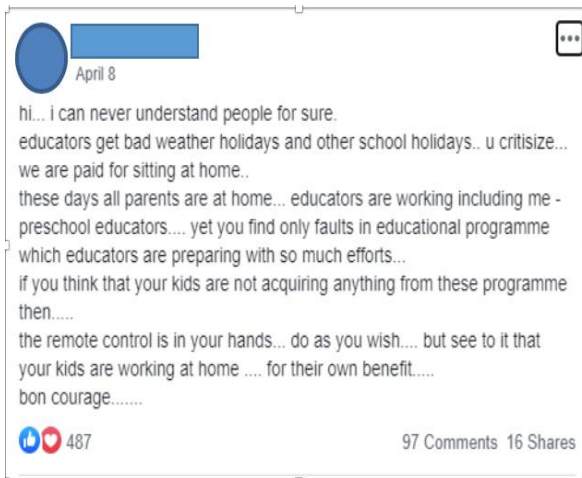 April 8
hi... i can never understand people for sure.
educators get bad weather holidays and other school holidays.. u critisize...
we are paid for sitting at home..
these days all parents are at home... educators are working including me -
preschool educators.... yet you find only faults in educational programme
which educators are preparing with so much efforts...
if you think that your kids are not acquiring anything from these programme
then.....
the remote control is in your hands... do as you wish.... but see to it that
your kids are working at home .... for their own benefit.....
bon courage.......
487 97 Comments 16 Shares